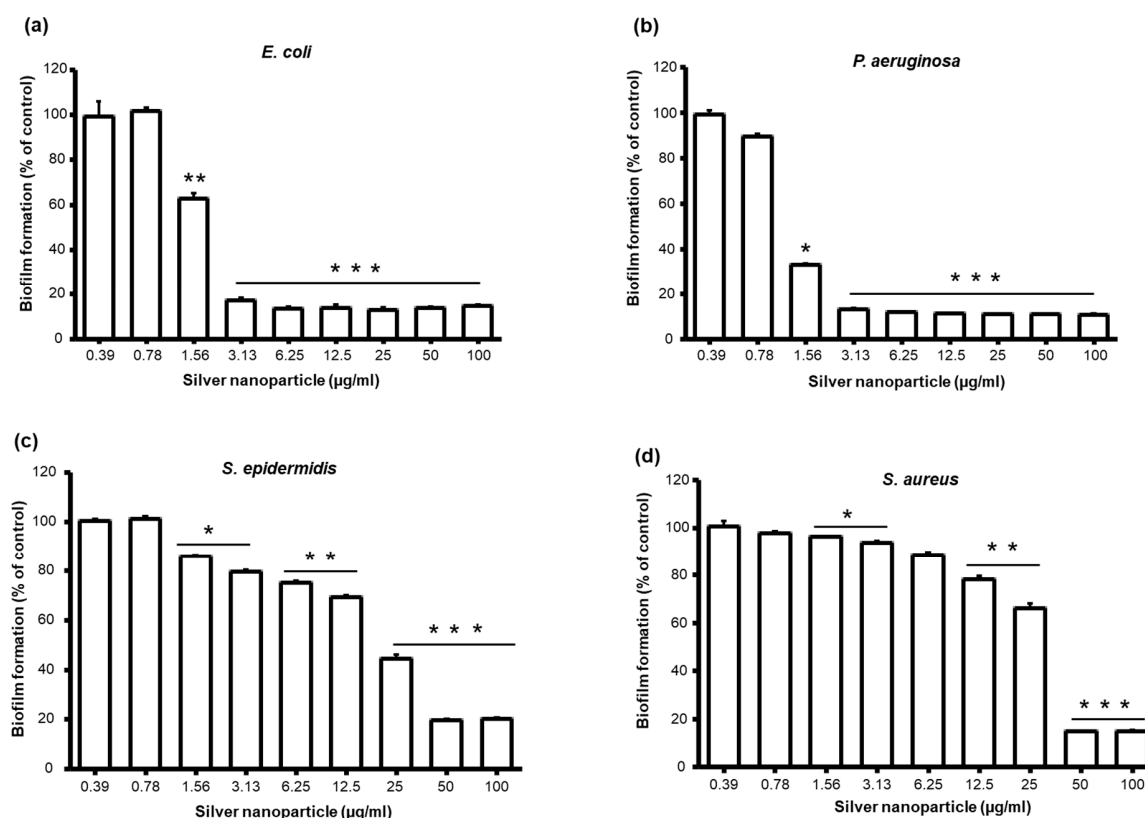 (a)
E. coli
Biofilm formation (% of control)
120
100
80
60
40
20
0
**
* * *
0.39 0.78 1.56 3.13 6.25 12.5 25 50 100
Silver nanoparticle (µg/ml)
(b)
P. aeruginosa
Biofilm formation (% of control)
120
100
80
60
40
20
0
*
* * *
0.39 0.78 1.56 3.13 6.25 12.5 25 50 100
Silver nanoparticle (µg/ml)
(c)
S. epidermidis
Biofilm formation (% of control)
120
100
80
60
40
20
0
*
* *
* * *
0.39 0.78 1.56 3.13 6.25 12.5 25 50 100
Silver nanoparticle (µg/ml)
(d)
S. aureus
Biofilm formation (% of control)
120
100
80
60
40
20
0
*
* *
* * *
0.39 0.78 1.56 3.13 6.25 12.5 25 50 100
Silver nanoparticle (µg/ml)